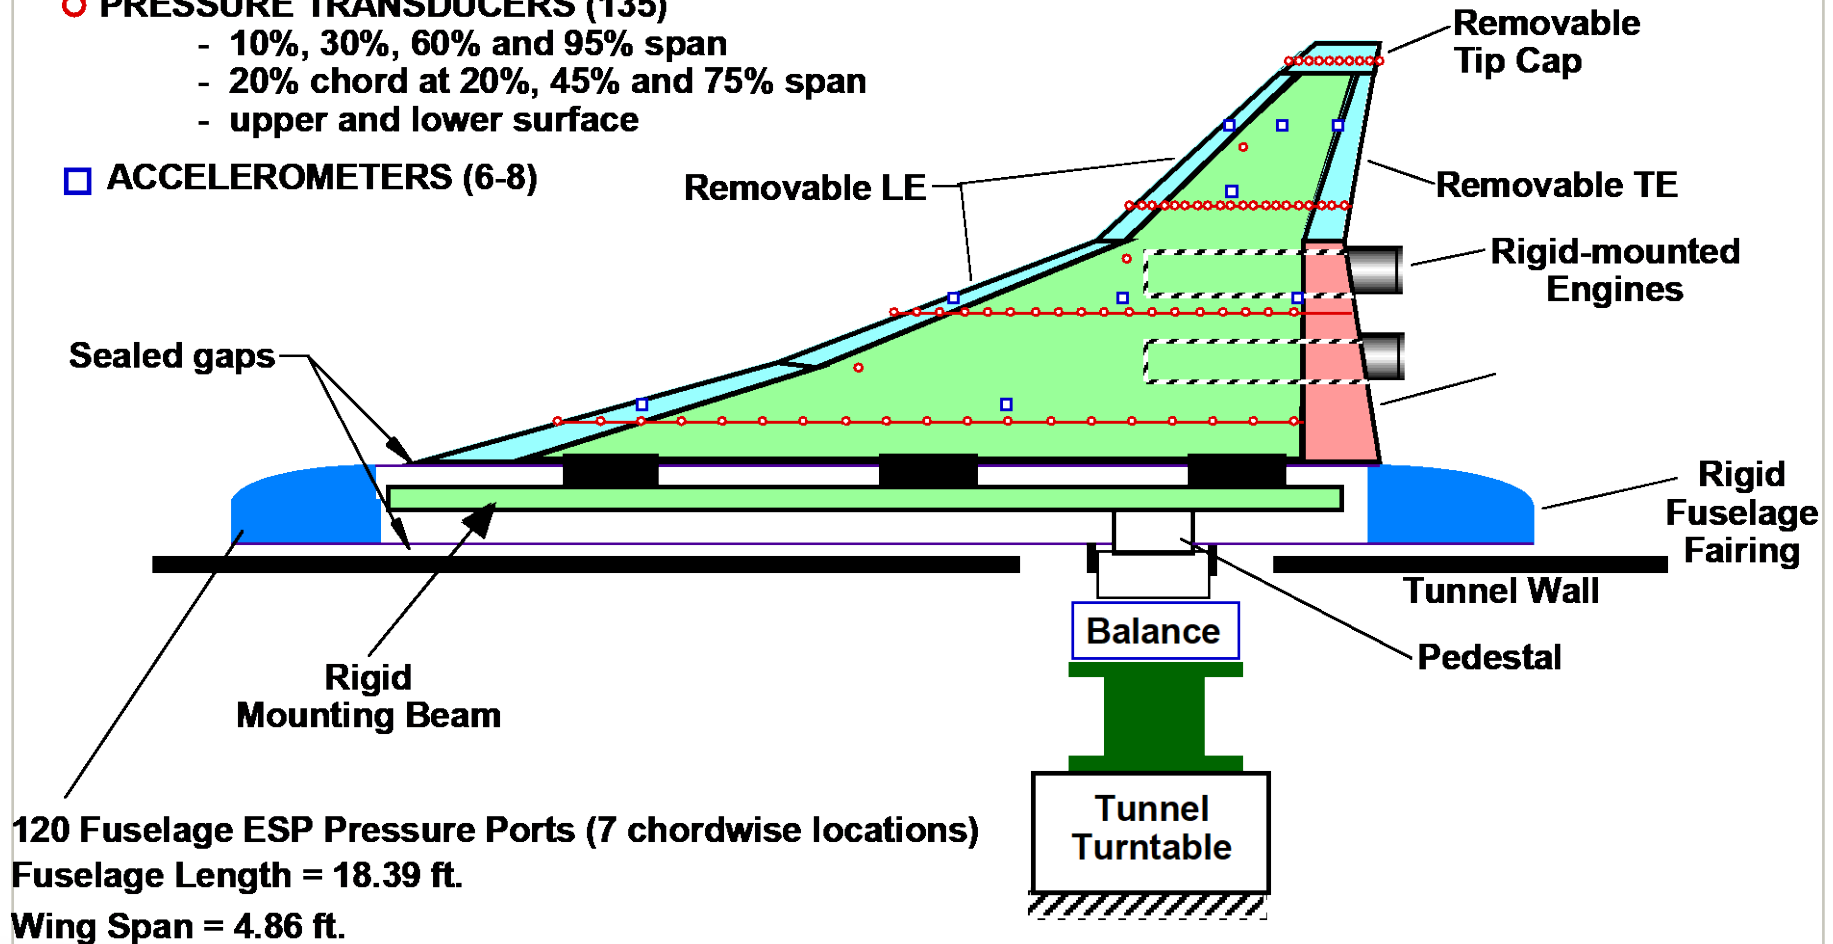 PRESSURE TRANSDUCERS (135)
- 10%, 30%, 60% and 95% span
- 20% chord at 20%, 45% and 75% span
- upper and lower surface
ACCELEROMETERS (6-8)
Removable
Tip Cap
Removable LE
Removable TE
Rigid-mounted
Engines
Sealed gaps
Rigid
Fuselage
Fairing
Tunnel Wall
Balance
Pedestal
Rigid
Mounting Beam
Tunnel
Turntable
120 Fuselage ESP Pressure Ports (7 chordwise locations)
Fuselage Length = 18.39 ft.
Wing Span = 4.86 ft.